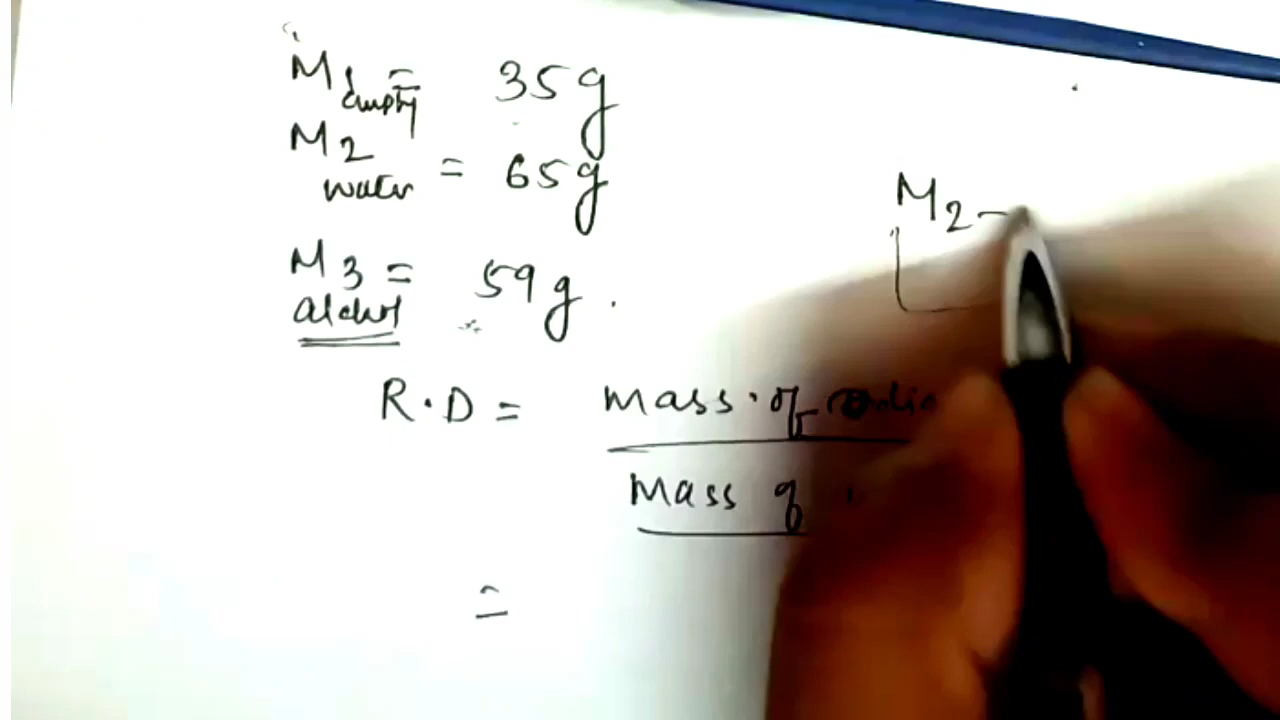 M1 = 35g
empty
M2 = 65g
water
M3 = 59g.
alcohol
M2-
R.D = mass of
Mass of
=